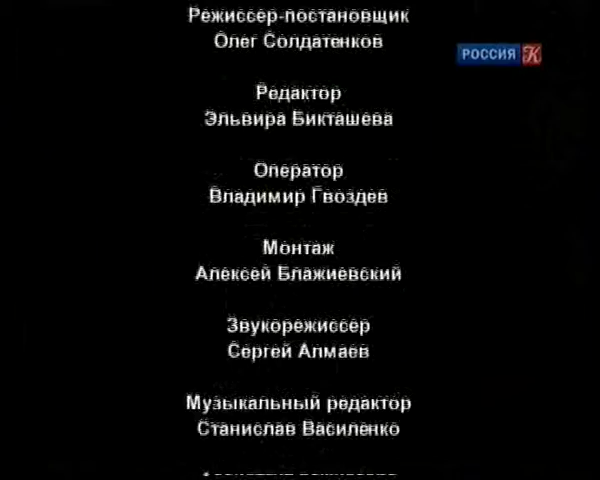 Режиссер-постановщик
Олег Солдатенков
РОССИЯ К
Редактор
Эльвира Бикташева
Оператор
Владимир Гвоздев
Монтаж
Алексей Блажиевский
Звукорежиссер
Сергей Алмаев
Музыкальный редактор
Станислав Василенко